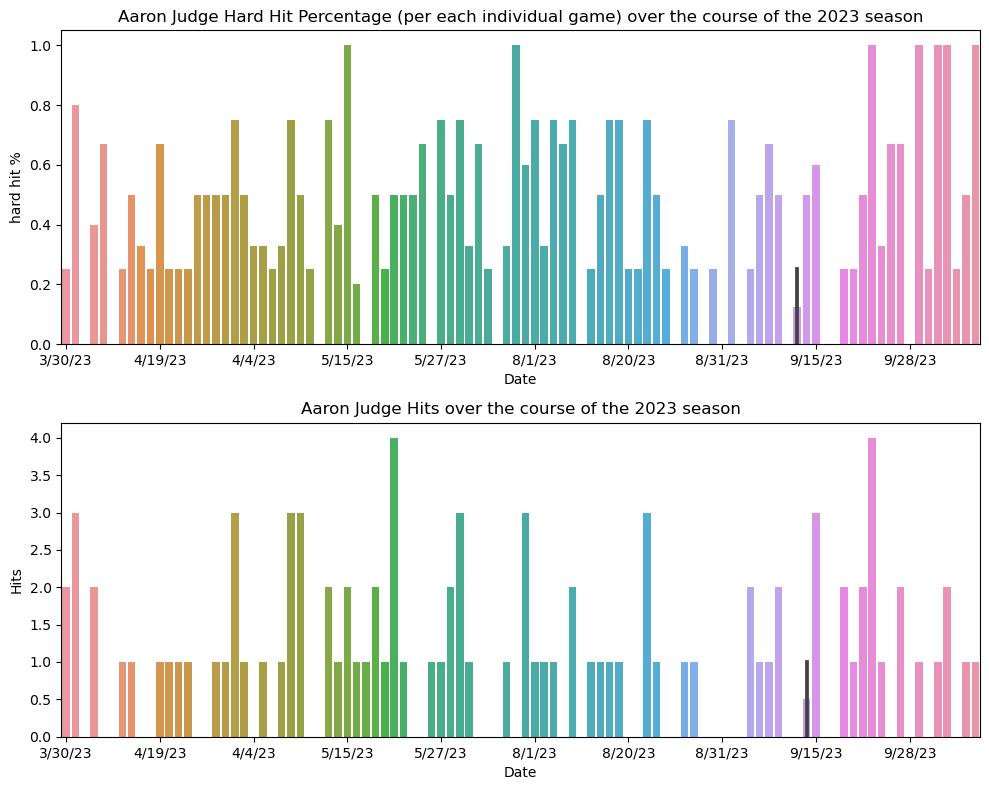 Aaron Judge Hard Hit Percentage (per each individual game) over the course of the 2023 season
1.0
0.8
0.6
0.4
0.2
0.0
hard hit %
3/30/23 4/19/23 4/4/23 5/15/23 5/27/23 8/1/23 8/20/23 8/31/23 9/15/23 9/28/23
Date
Aaron Judge Hits over the course of the 2023 season
4.0
3.5
3.0
2.5
2.0
1.5
1.0
0.5
0.0
Hits
3/30/23 4/19/23 4/4/23 5/15/23 5/27/23 8/1/23 8/20/23 8/31/23 9/15/23 9/28/23
Date